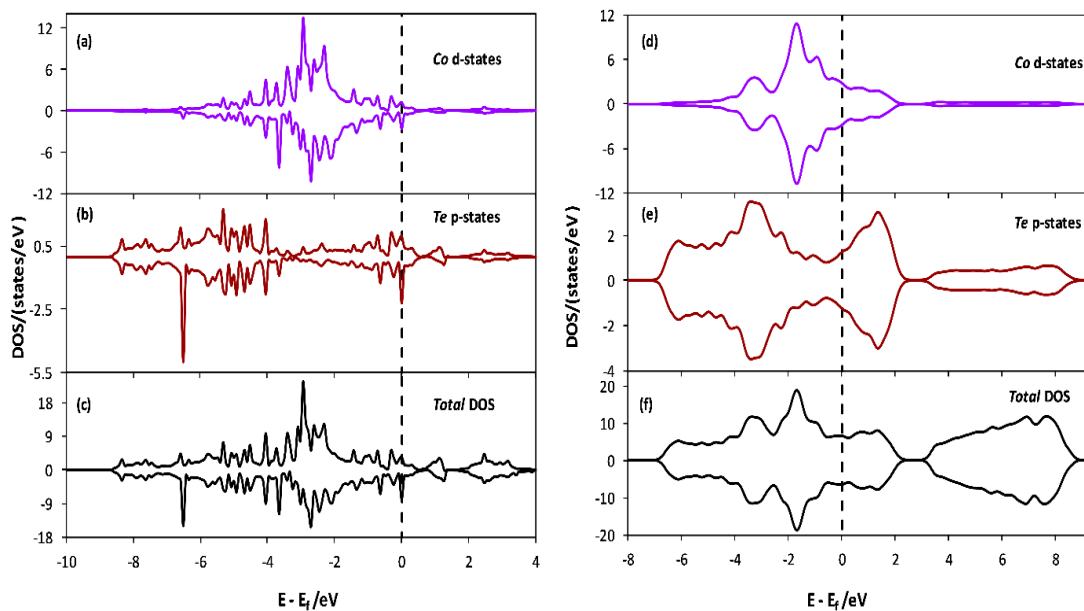 (a)
Co d-states
12
6
0
-6
-12
(b)
Te p-states
0.5
-2.5
-5.5
DOS/(states/eV)
(c)
Total DOS
18
9
0
-9
-18
-10 -8 -6 -4 -2 0 2 4
E - Ef /eV
(d)
Co d-states
12
6
0
-6
-12
(e)
Te p-states
2
0
-2
-4
DOS/(states/eV)
(f)
Total DOS
20
10
0
-10
-20
-8 -6 -4 -2 0 2 4 6 8
E - Ef /eV